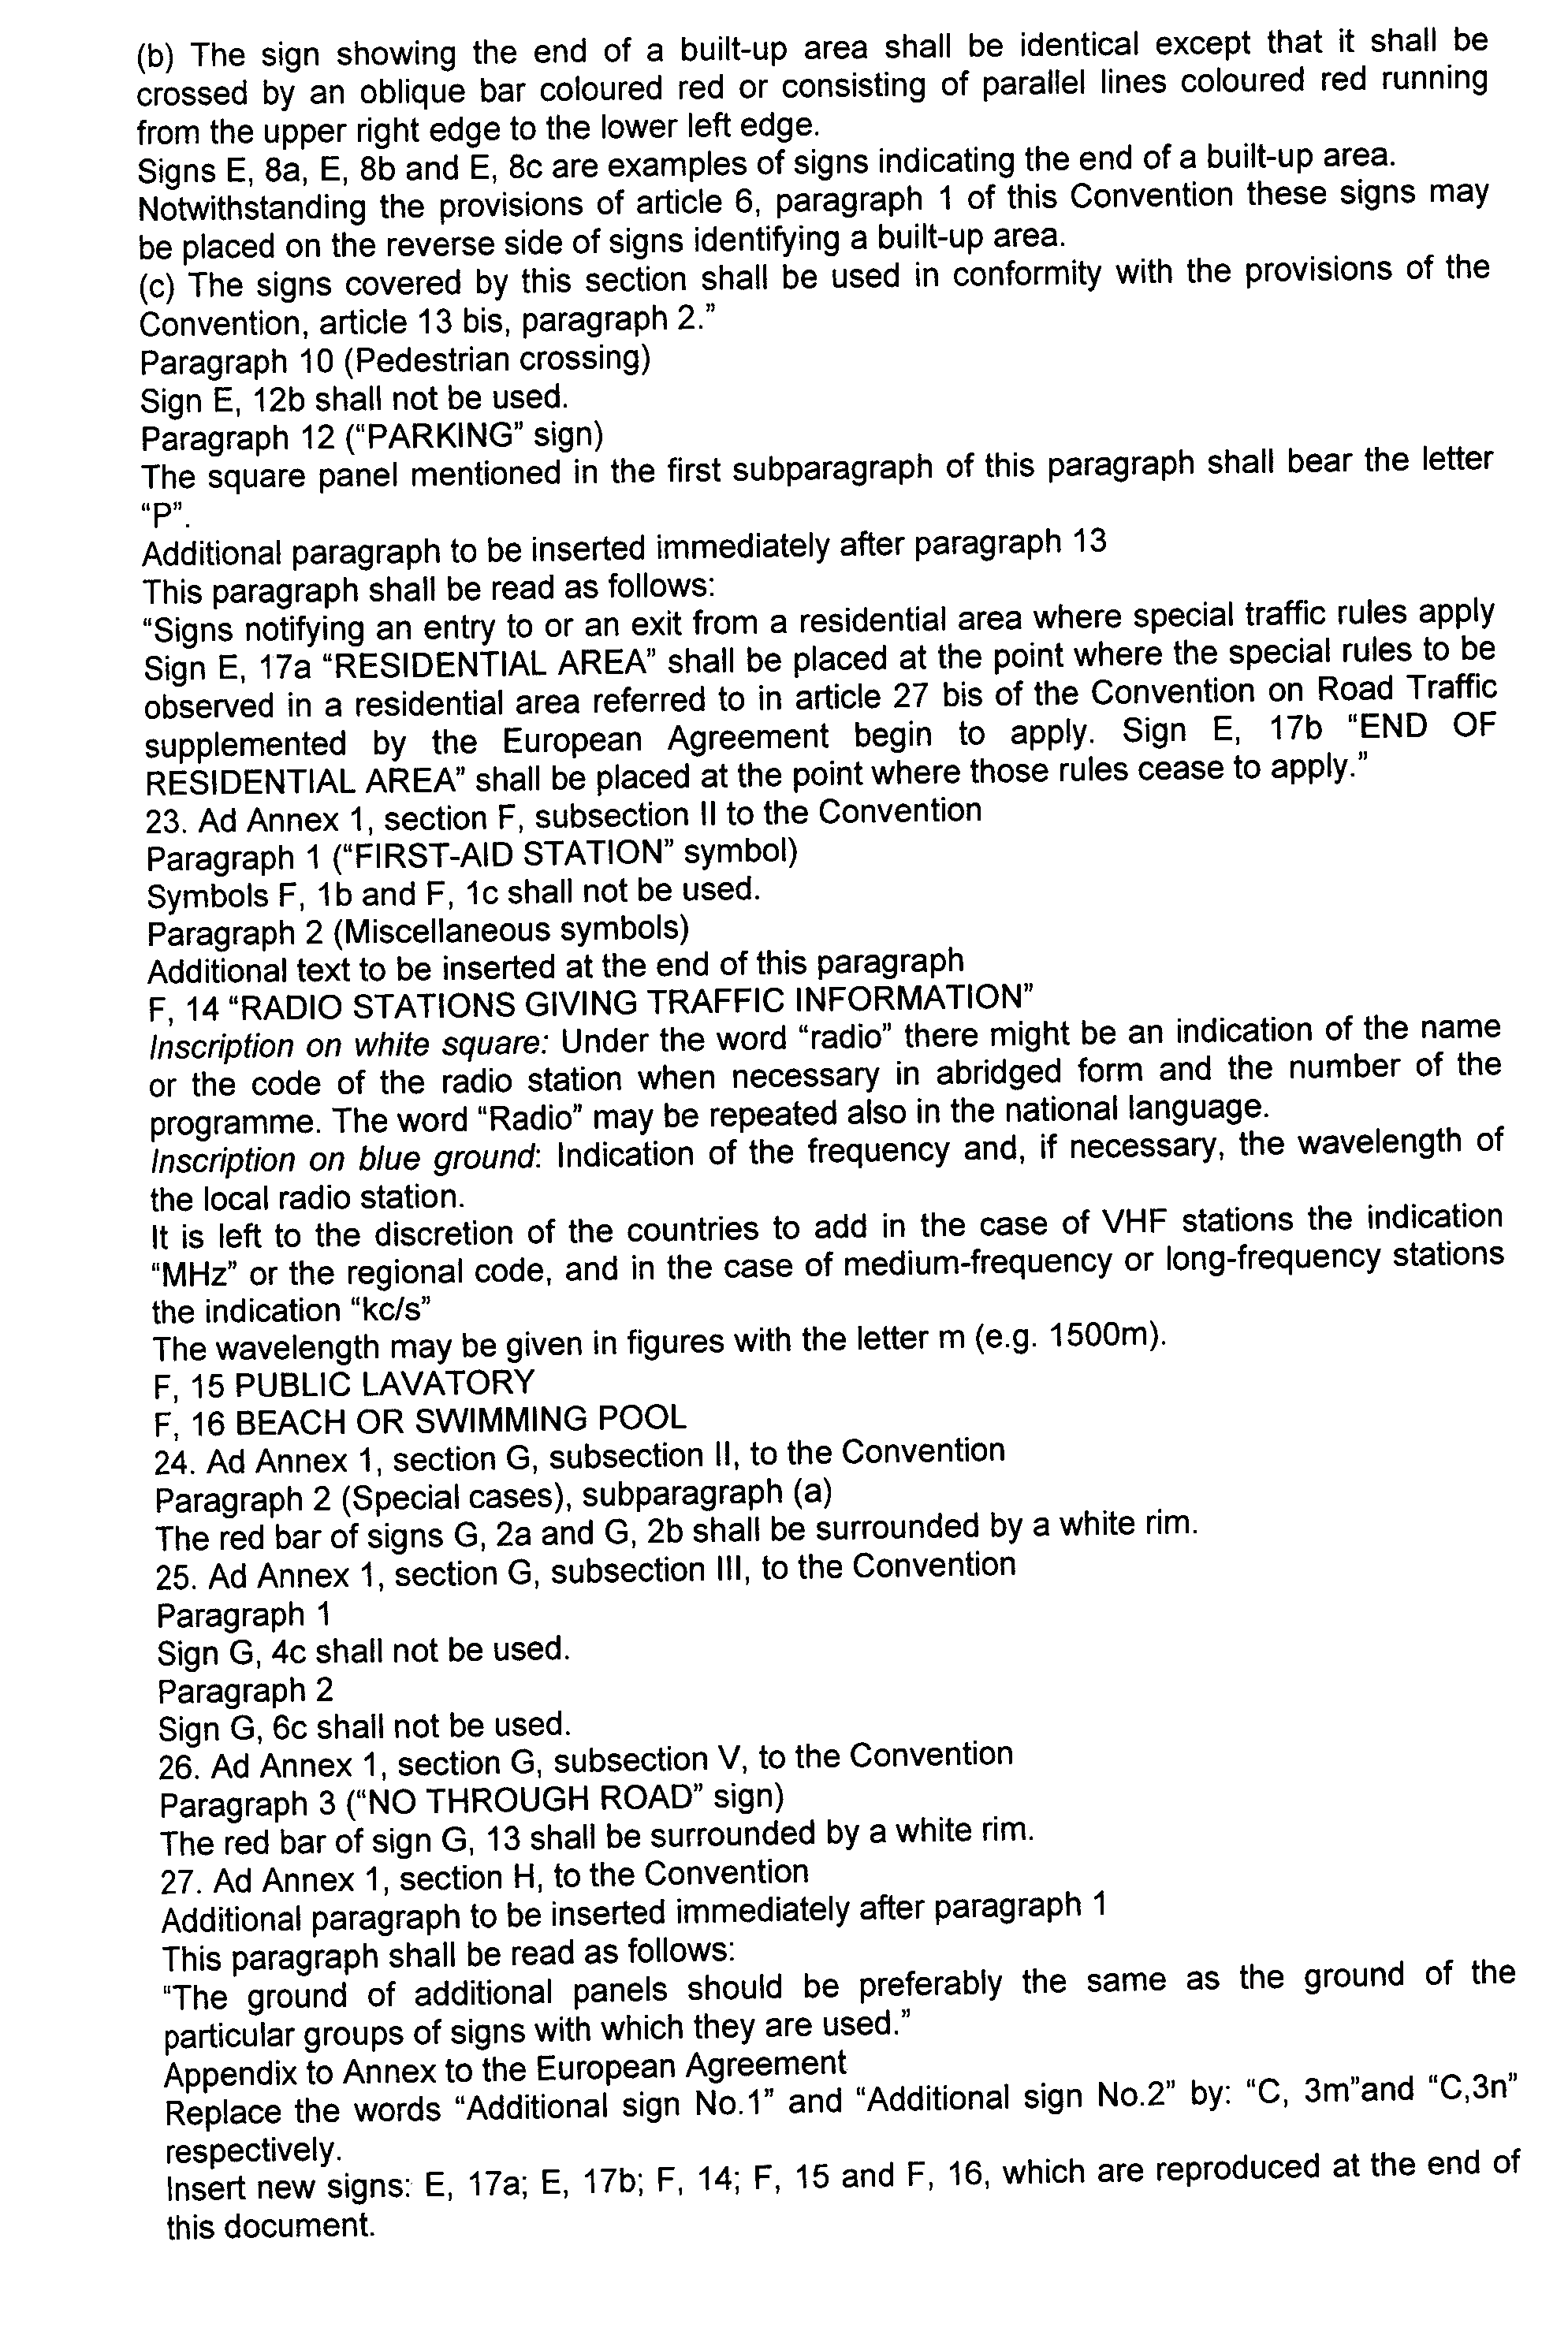 (b) The sign showing the end of a built-up area shall be identical except that it shall be
crossed by an oblique bar coloured red or consisting of parallel lines coloured red running
from the upper right edge to the lower left edge.
Signs E, 8a, E, 8b and E, 8c are examples of signs indicating the end of a built-up area.
Notwithstanding the provisions of article 6, paragraph 1 of this Convention these signs may
be placed on the reverse side of signs identifying a built-up area.
(c) The signs covered by this section shall be used in conformity with the provisions of the
Convention, article 13 bis, paragraph 2.”
Paragraph 10 (Pedestrian crossing)
Sign E, 12b shall not be used.
Paragraph 12 (“PARKING” sign)
The square panel mentioned in the first subparagraph of this paragraph shall bear the letter
“P”.
Additional paragraph to be inserted immediately after paragraph 13
This paragraph shall be read as follows:
“Signs notifying an entry to or an exit from a residential area where special traffic rules apply
Sign E, 17a “RESIDENTIAL AREA” shall be placed at the point where the special rules to be
observed in a residential area referred to in article 27 bis of the Convention on Road Traffic
supplemented by the European Agreement begin to apply. Sign E, 17b “END OF
RESIDENTIAL AREA” shall be placed at the point where those rules cease to apply.”
23. Ad Annex 1, section F, subsection II to the Convention
Paragraph 1 (“FIRST-AID STATION” symbol)
Symbols F, 1b and F, 1c shall not be used.
Paragraph 2 (Miscellaneous symbols)
Additional text to be inserted at the end of this paragraph
F, 14 “RADIO STATIONS GIVING TRAFFIC INFORMATION”
Inscription on white square: Under the word “radio” there might be an indication of the name
or the code of the radio station when necessary in abridged form and the number of the
programme. The word “Radio” may be repeated also in the national language.
Inscription on blue ground: Indication of the frequency and, if necessary, the wavelength of
the local radio station.
It is left to the discretion of the countries to add in the case of VHF stations the indication
“MHz” or the regional code, and in the case of medium-frequency or long-frequency stations
the indication “kc/s”
The wavelength may be given in figures with the letter m (e.g. 1500m).
F, 15 PUBLIC LAVATORY
F, 16 BEACH OR SWIMMING POOL
24. Ad Annex 1, section G, subsection II, to the Convention
Paragraph 2 (Special cases), subparagraph (a)
The red bar of signs G, 2a and G, 2b shall be surrounded by a white rim.
25. Ad Annex 1, section G, subsection III, to the Convention
Paragraph 1
Sign G, 4c shall not be used.
Paragraph 2
Sign G, 6c shall not be used.
26. Ad Annex 1, section G, subsection V, to the Convention
Paragraph 3 (“NO THROUGH ROAD” sign)
The red bar of sign G, 13 shall be surrounded by a white rim.
27. Ad Annex 1, section H, to the Convention
Additional paragraph to be inserted immediately after paragraph 1
This paragraph shall be read as follows:
“The ground of additional panels should be preferably the same as the ground of the
particular groups of signs with which they are used.”
Appendix to Annex to the European Agreement
Replace the words “Additional sign No.1” and “Additional sign No.2” by: “C, 3m”and “C,3n”
respectively.
Insert new signs: E, 17a; E, 17b; F, 14; F, 15 and F, 16, which are reproduced at the end of
this document.